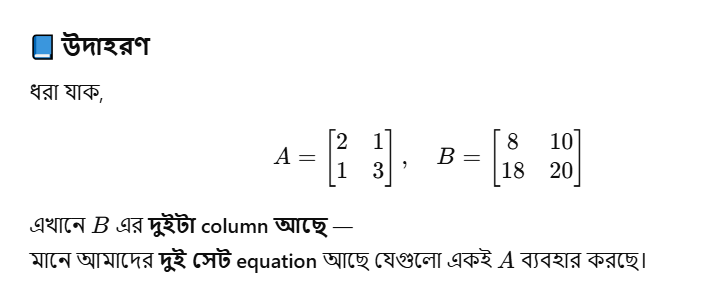 📘 উদাহরণ
ধরা যাক,
A = [2 1; 1 3], B = [8 10; 18 20]
এখানে B এর দুইটা column আছে —
মানে আমাদের দুই সেট equation আছে যেগুলো একই A ব্যবহার করছে।